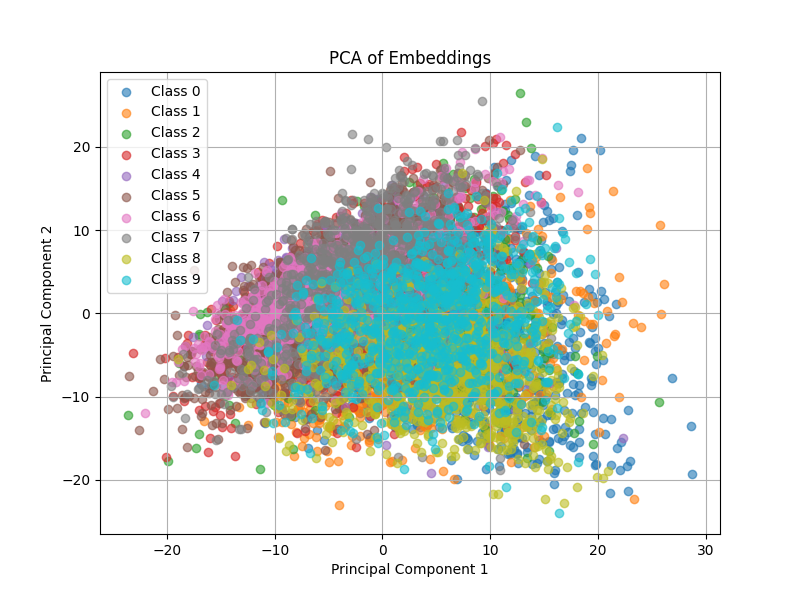 PCA of Embeddings
Class 0
Class 1
Class 2
Class 3
Class 4
Class 5
Class 6
Class 7
Class 8
Class 9
20
10
0
−10
−20
Principal Component 2
−20
−10
0
10
20
30
Principal Component 1